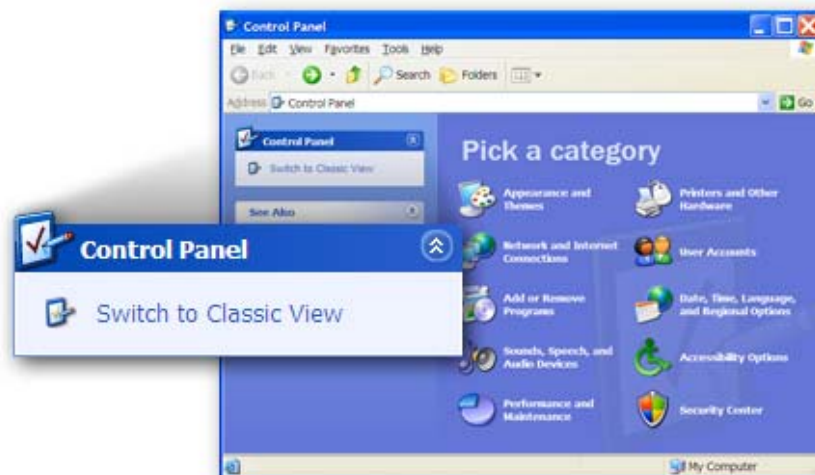 Control Panel
File Edit View Favorites Tools Help
Back Search Folders
Address Control Panel Go
Control Panel
Switch to Classic View
See Also
Control Panel
Switch to Classic View
Pick a category
Appearance and
Themes
Printers and Other
Hardware
Network and Internet
Connections
User Accounts
Add or Remove
Programs
Date, Time, Language,
and Regional Options
Sounds, Speech, and
Audio Devices
Accessibility Options
Performance and
Maintenance
Security Center
My Computer